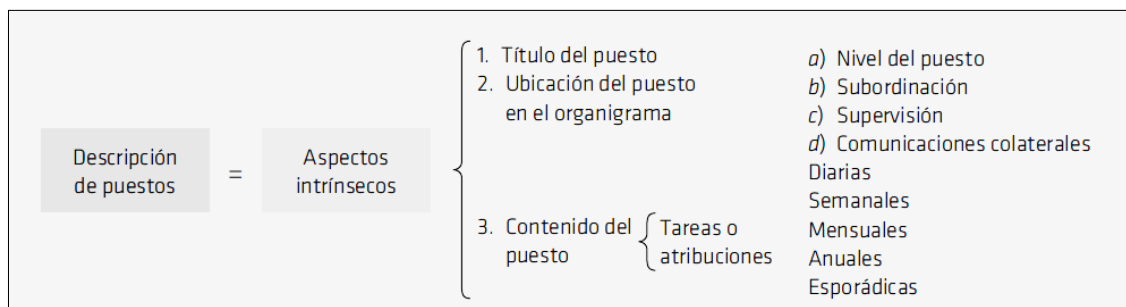 Descripción
de puestos
=
Aspectos
intrínsecos
1. Título del puesto
2. Ubicación del puesto
en el organigrama
a) Nivel del puesto
b) Subordinación
c) Supervisión
d) Comunicaciones colaterales
3. Contenido del
puesto
Tareas o
atribuciones
Diarias
Semanales
Mensuales
Anuales
Esporádicas